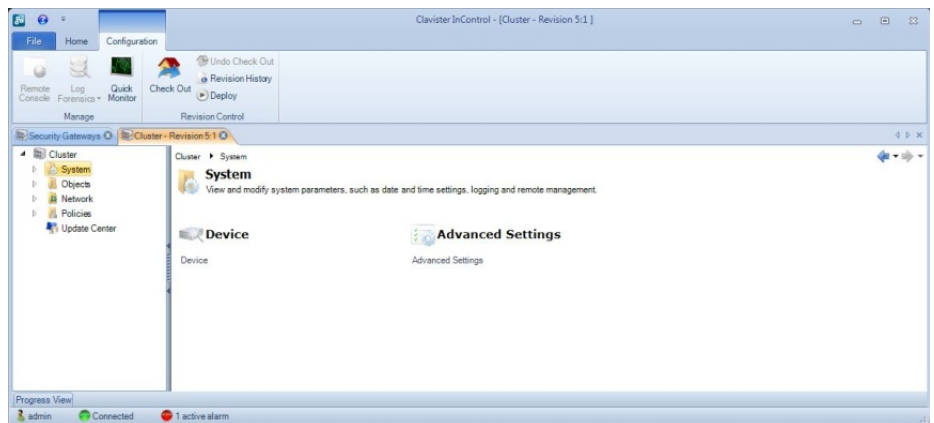 Clavister InControl - [Cluster - Revision 5:1 ]
File Home Configuration
Undo Check Out
Revision History
Deploy
Remote Console
Log Forensics
Quick Monitor
Check Out
Manage
Revision Control
Security Gateways
Cluster - Revision 5:1
Cluster
System
Objects
Network
Policies
Update Center
Cluster System
System
View and modify system parameters, such as date and time settings, logging and remote management.
Device
Advanced Settings
Device
Advanced Settings
Progress View
admin Connected 1 active alarm